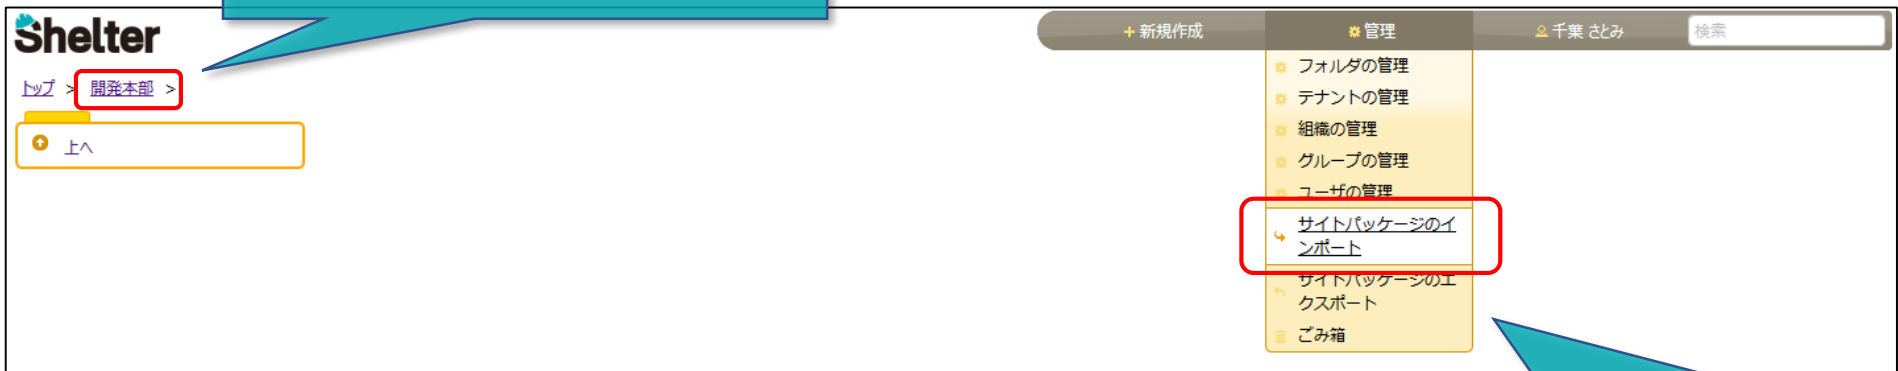 Shelter
+ 新規作成
管理
千葉 さとみ
検索
トップ > 開発本部 >
上へ
フォルダの管理
テナントの管理
組織の管理
グループの管理
ユーザの管理
サイトパッケージのイ
ンポート
サイトパッケージのエ
クスポート
ごみ箱